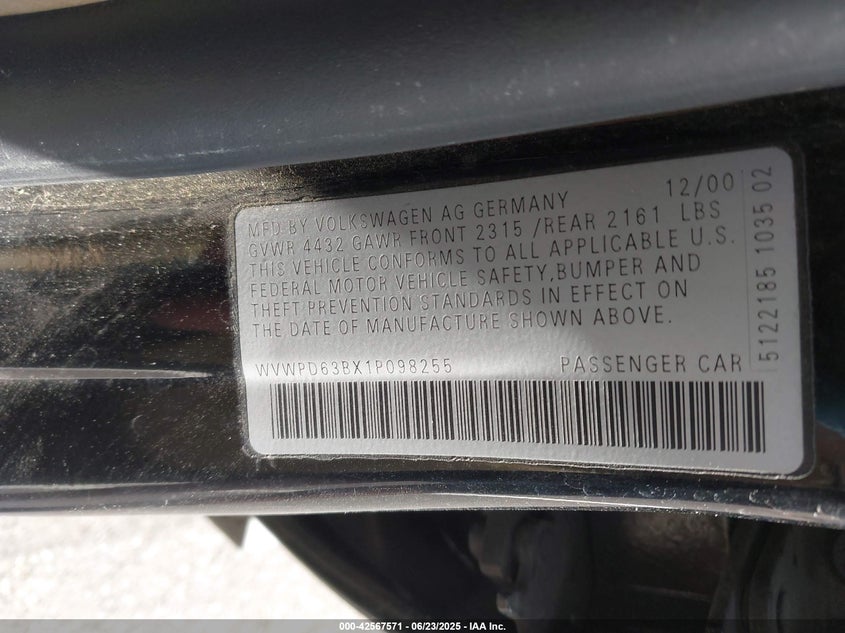 12/00
MFD BY VOLKSWAGEN AG GERMANY
GVWR 4432 GAWR FRONT 2315 /REAR 2161 LBS
THIS VEHICLE CONFORMS TO ALL APPLICABLE U.S.
FEDERAL MOTOR VEHICLE SAFETY,BUMPER AND
THEFT PREVENTION STANDARDS IN EFFECT ON
THE DATE OF MANUFACTURE SHOWN ABOVE.
WVWPD63BX1P098255 PASSENGER CAR
5122185 1035 02
000-42567571 - 06/23/2025 - IAA Inc.